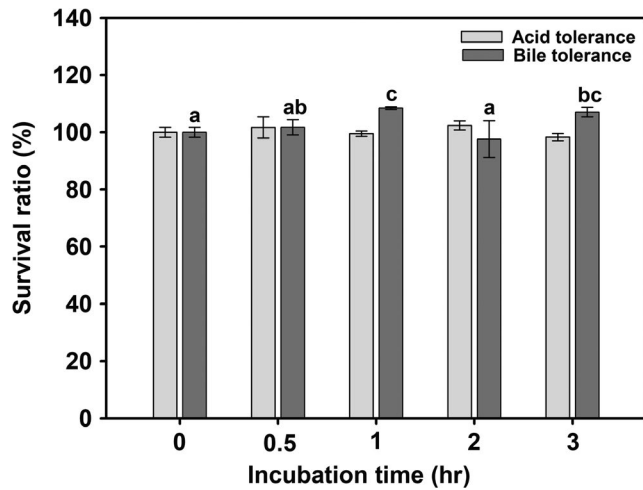 140
120
100
80
60
40
20
0
Survival ratio (%)
Acid tolerance
Bile tolerance
a
ab
c
a
bc
0 0.5 1 2 3
Incubation time (hr)